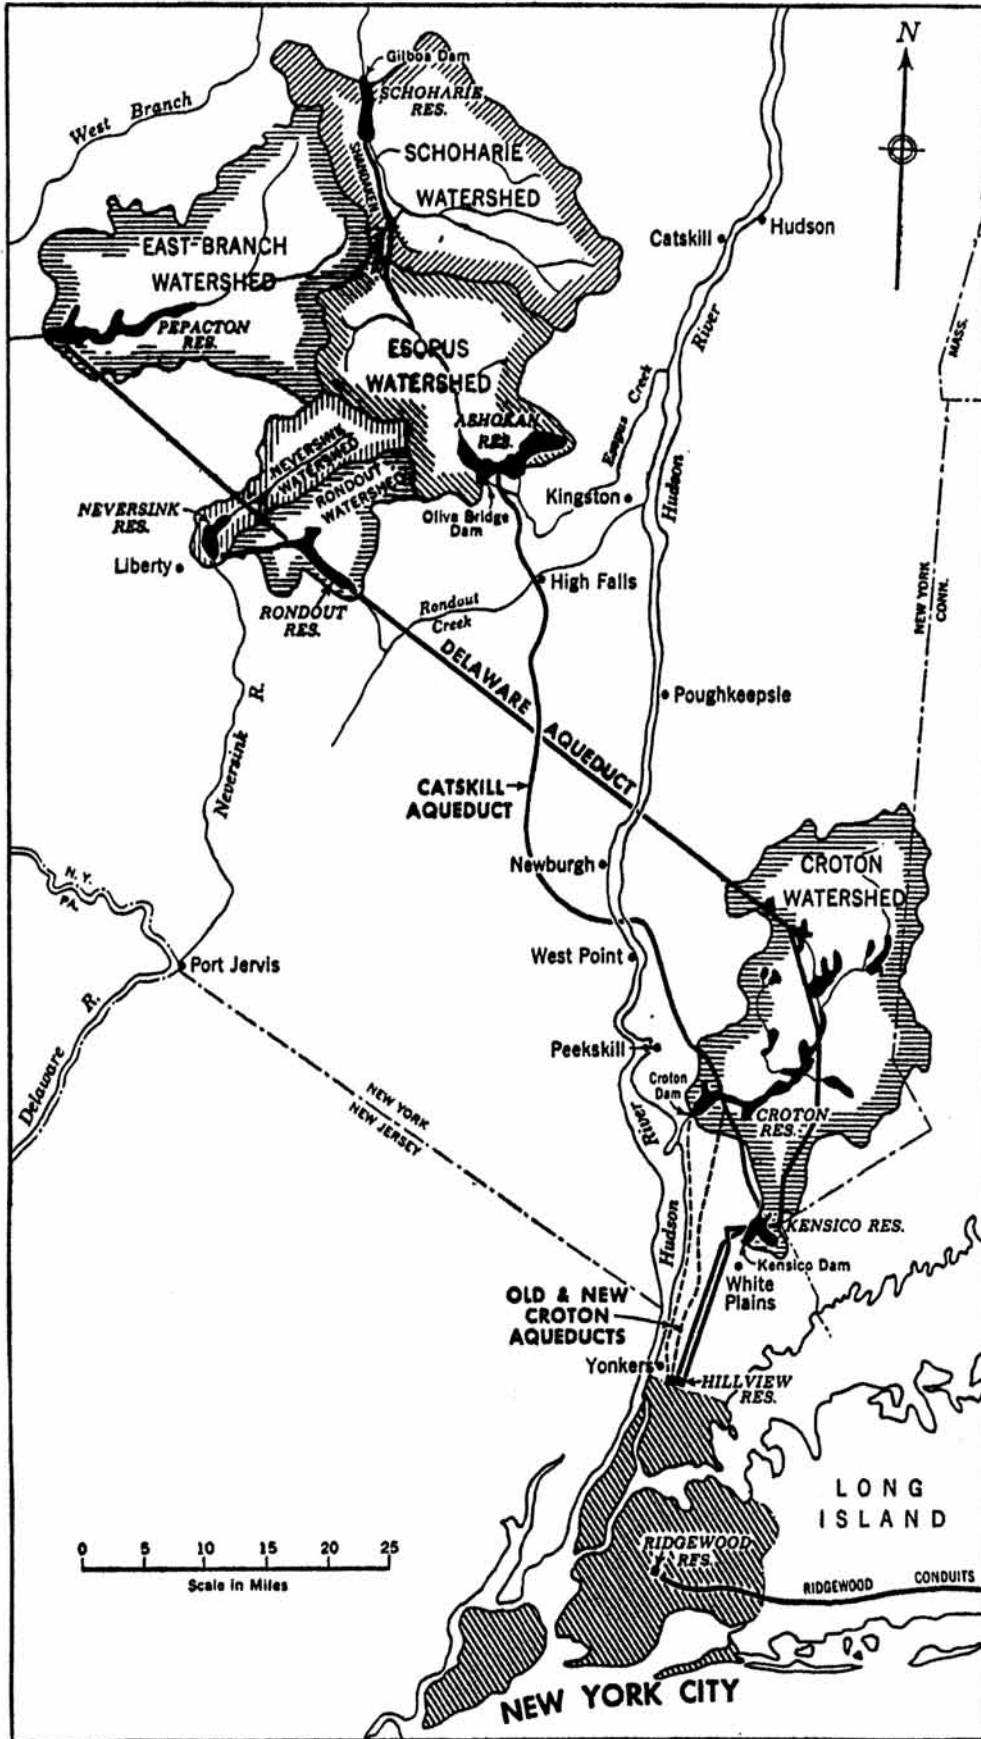 N
Gilboa Dam
SCHOHARIE
RES.
West Branch
SHANDAKEN
SCHOHARIE
WATERSHED
Catskill
Hudson
EAST-BRANCH
WATERSHED
PEPACTON
RES.
River
MASS.
ESOPUS
WATERSHED
Esopus Creek
ASHOKAN
RES.
NEVERSINK
WATERSHED
RONDOUT
WATERSHED
Kingston
Hudson
NEVERSINK
RES.
Olive Bridge
Dam
Liberty
High Falls
NEW YORK
CONN.
RONDOUT
RES.
Rondout
Creek
DELAWARE AQUEDUCT
Poughkeepsie
Neversink R.
CATSKILL
AQUEDUCT
Newburgh
CROTON
WATERSHED
N.Y.
PA.
West Point
Port Jervis
Peekskill
Delaware R.
Croton
Dam
CROTON
RES.
NEW YORK
NEW JERSEY
River
Hudson
KENSICO RES.
Kensico Dam
White
Plains
OLD & NEW
CROTON
AQUEDUCTS
Yonkers
HILLVIEW
RES.
LONG
ISLAND
RIDGEWOOD
RES.
0 5 10 15 20 25
Scale in Miles
RIDGEWOOD CONDUITS
NEW YORK CITY